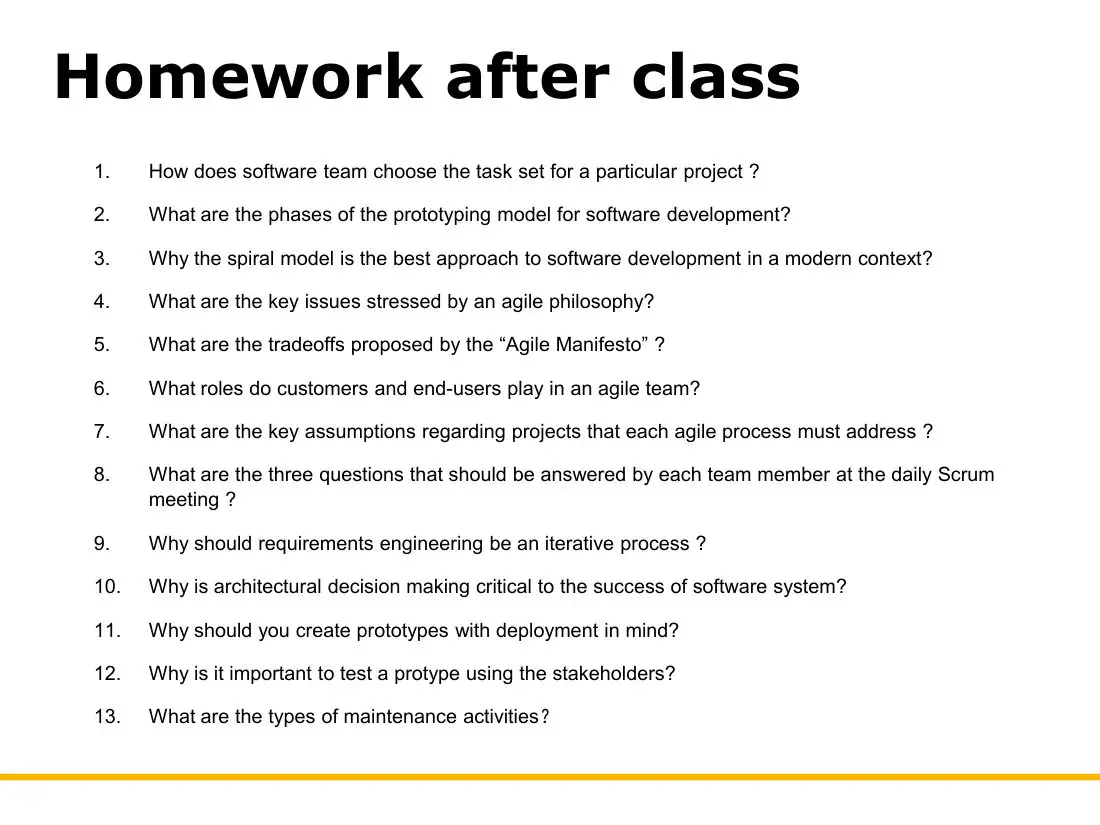 Homework after class
1. How does software team choose the task set for a particular project ?
2. What are the phases of the prototyping model for software development?
3. Why the spiral model is the best approach to software development in a modern context?
4. What are the key issues stressed by an agile philosophy?
5. What are the tradeoffs proposed by the “Agile Manifesto” ?
6. What roles do customers and end-users play in an agile team?
7. What are the key assumptions regarding projects that each agile process must address ?
8. What are the three questions that should be answered by each team member at the daily Scrum
meeting ?
9. Why should requirements engineering be an iterative process ?
10. Why is architectural decision making critical to the success of software system?
11. Why should you create prototypes with deployment in mind?
12. Why is it important to test a protype using the stakeholders?
13. What are the types of maintenance activities?